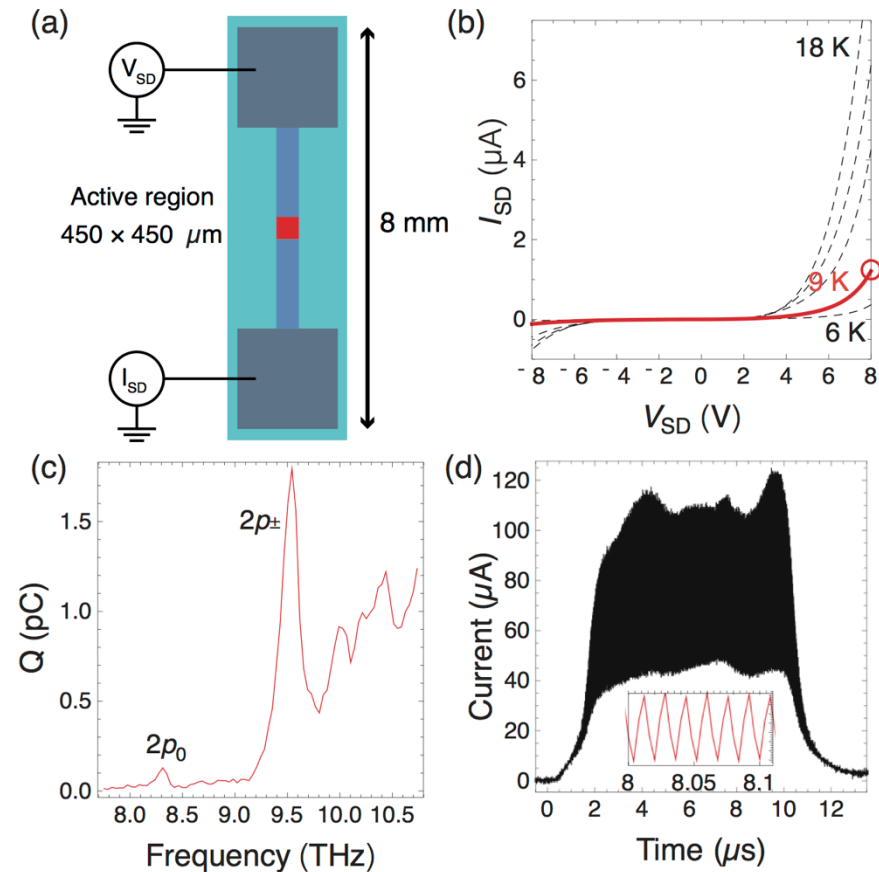 (a)
V_SD
Active region
450 × 450 µm
8 mm
I_SD
(b)
18 K
9 K
6 K
I_SD (µA)
6
4
2
0
-8 -6 -4 -2 0 2 4 6 8
V_SD (V)
(c)
2p±
2p₀
Q (pC)
1.5
1.0
0.5
0.0
8.0 8.5 9.0 9.5 10.0 10.5
Frequency (THz)
(d)
Current (µA)
120
100
80
60
40
20
0
8 8.05 8.1
0 2 4 6 8 10 12
Time (µs)